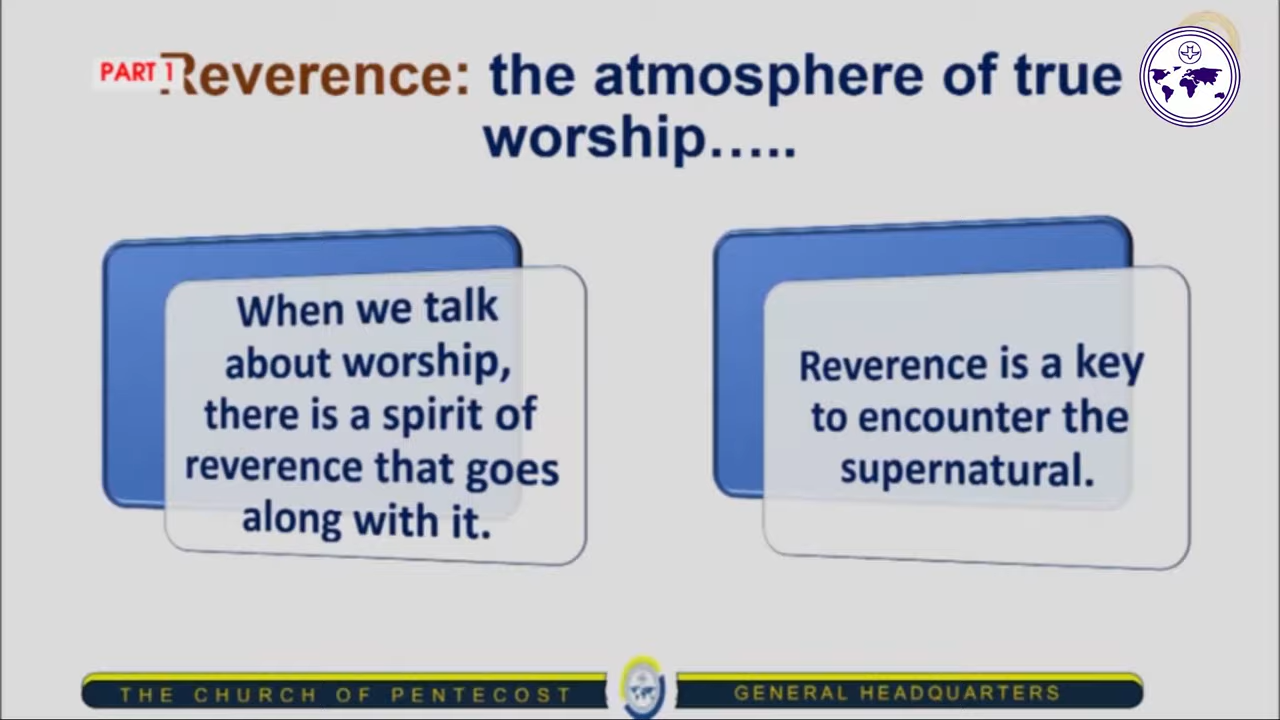 PART 1
Reverence: the atmosphere of true
worship…..
When we talk
about worship,
there is a spirit of
reverence that goes
along with it.
Reverence is a key
to encounter the
supernatural.
THE CHURCH OF PENTECOST
GENERAL HEADQUARTERS